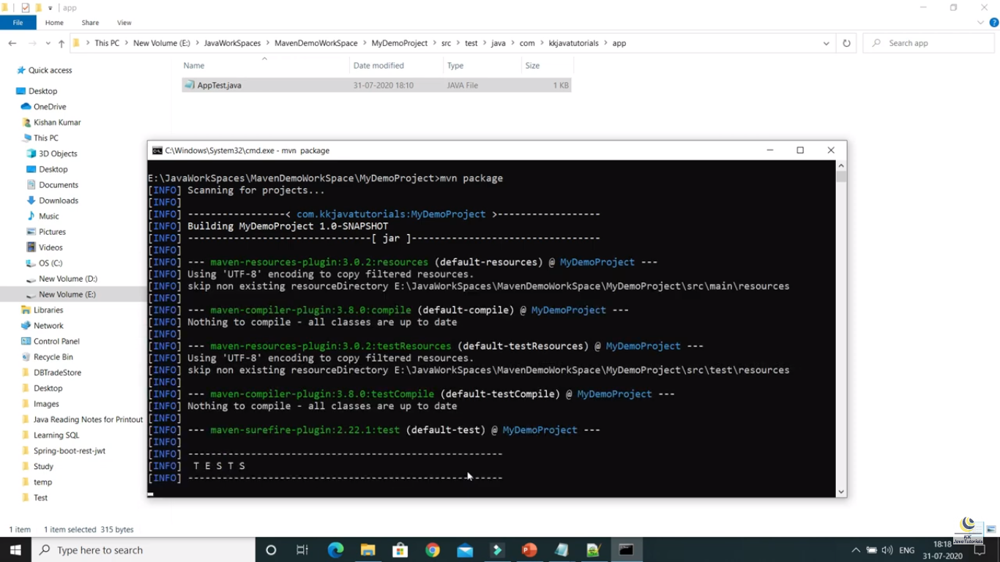 app
File Home Share View
This PC New Volume (E:) JavaWorkSpaces MavenDemoWorkSpace MyDemoProject src test java com kkjavatutorials app Search app
Name Date modified Type Size
AppTest.java 31-07-2020 18:10 JAVA File 1 KB
Quick access
Desktop
OneDrive
Kishan Kumar
This PC
3D Objects
Desktop
Documents
Downloads
Music
Pictures
Videos
OS (C:)
New Volume (D:)
New Volume (E:)
Libraries
Network
Control Panel
Recycle Bin
DBTradeStore
Desktop
Images
Java Reading Notes for Printout
Learning SQL
Spring-boot-rest-jwt
Study
temp
Test
C:\Windows\System32\cmd.exe - mvn package
E:\JavaWorkSpaces\MavenDemoWorkSpace\MyDemoProject>mvn package
[INFO] Scanning for projects...
[INFO]
[INFO] -----------------< com.kkjavatutorials:MyDemoProject >------------------
[INFO] Building MyDemoProject 1.0-SNAPSHOT
[INFO] --------------------------------[ jar ]---------------------------------
[INFO]
[INFO] --- maven-resources-plugin:3.0.2:resources (default-resources) @ MyDemoProject ---
[INFO] Using 'UTF-8' encoding to copy filtered resources.
[INFO] skip non existing resourceDirectory E:\JavaWorkSpaces\MavenDemoWorkSpace\MyDemoProject\src\main\resources
[INFO]
[INFO] --- maven-compiler-plugin:3.8.0:compile (default-compile) @ MyDemoProject ---
[INFO] Nothing to compile - all classes are up to date
[INFO]
[INFO] --- maven-resources-plugin:3.0.2:testResources (default-testResources) @ MyDemoProject ---
[INFO] Using 'UTF-8' encoding to copy filtered resources.
[INFO] skip non existing resourceDirectory E:\JavaWorkSpaces\MavenDemoWorkSpace\MyDemoProject\src\test\resources
[INFO]
[INFO] --- maven-compiler-plugin:3.8.0:testCompile (default-testCompile) @ MyDemoProject ---
[INFO] Nothing to compile - all classes are up to date
[INFO]
[INFO] --- maven-surefire-plugin:2.22.1:test (default-test) @ MyDemoProject ---
[INFO]
[INFO] -------------------------------------------------------
[INFO] T E S T S
[INFO] -------------------------------------------------------
1 item 1 item selected 315 bytes
KK
JavaTutorials
Type here to search
ENG
18:18
31-07-2020